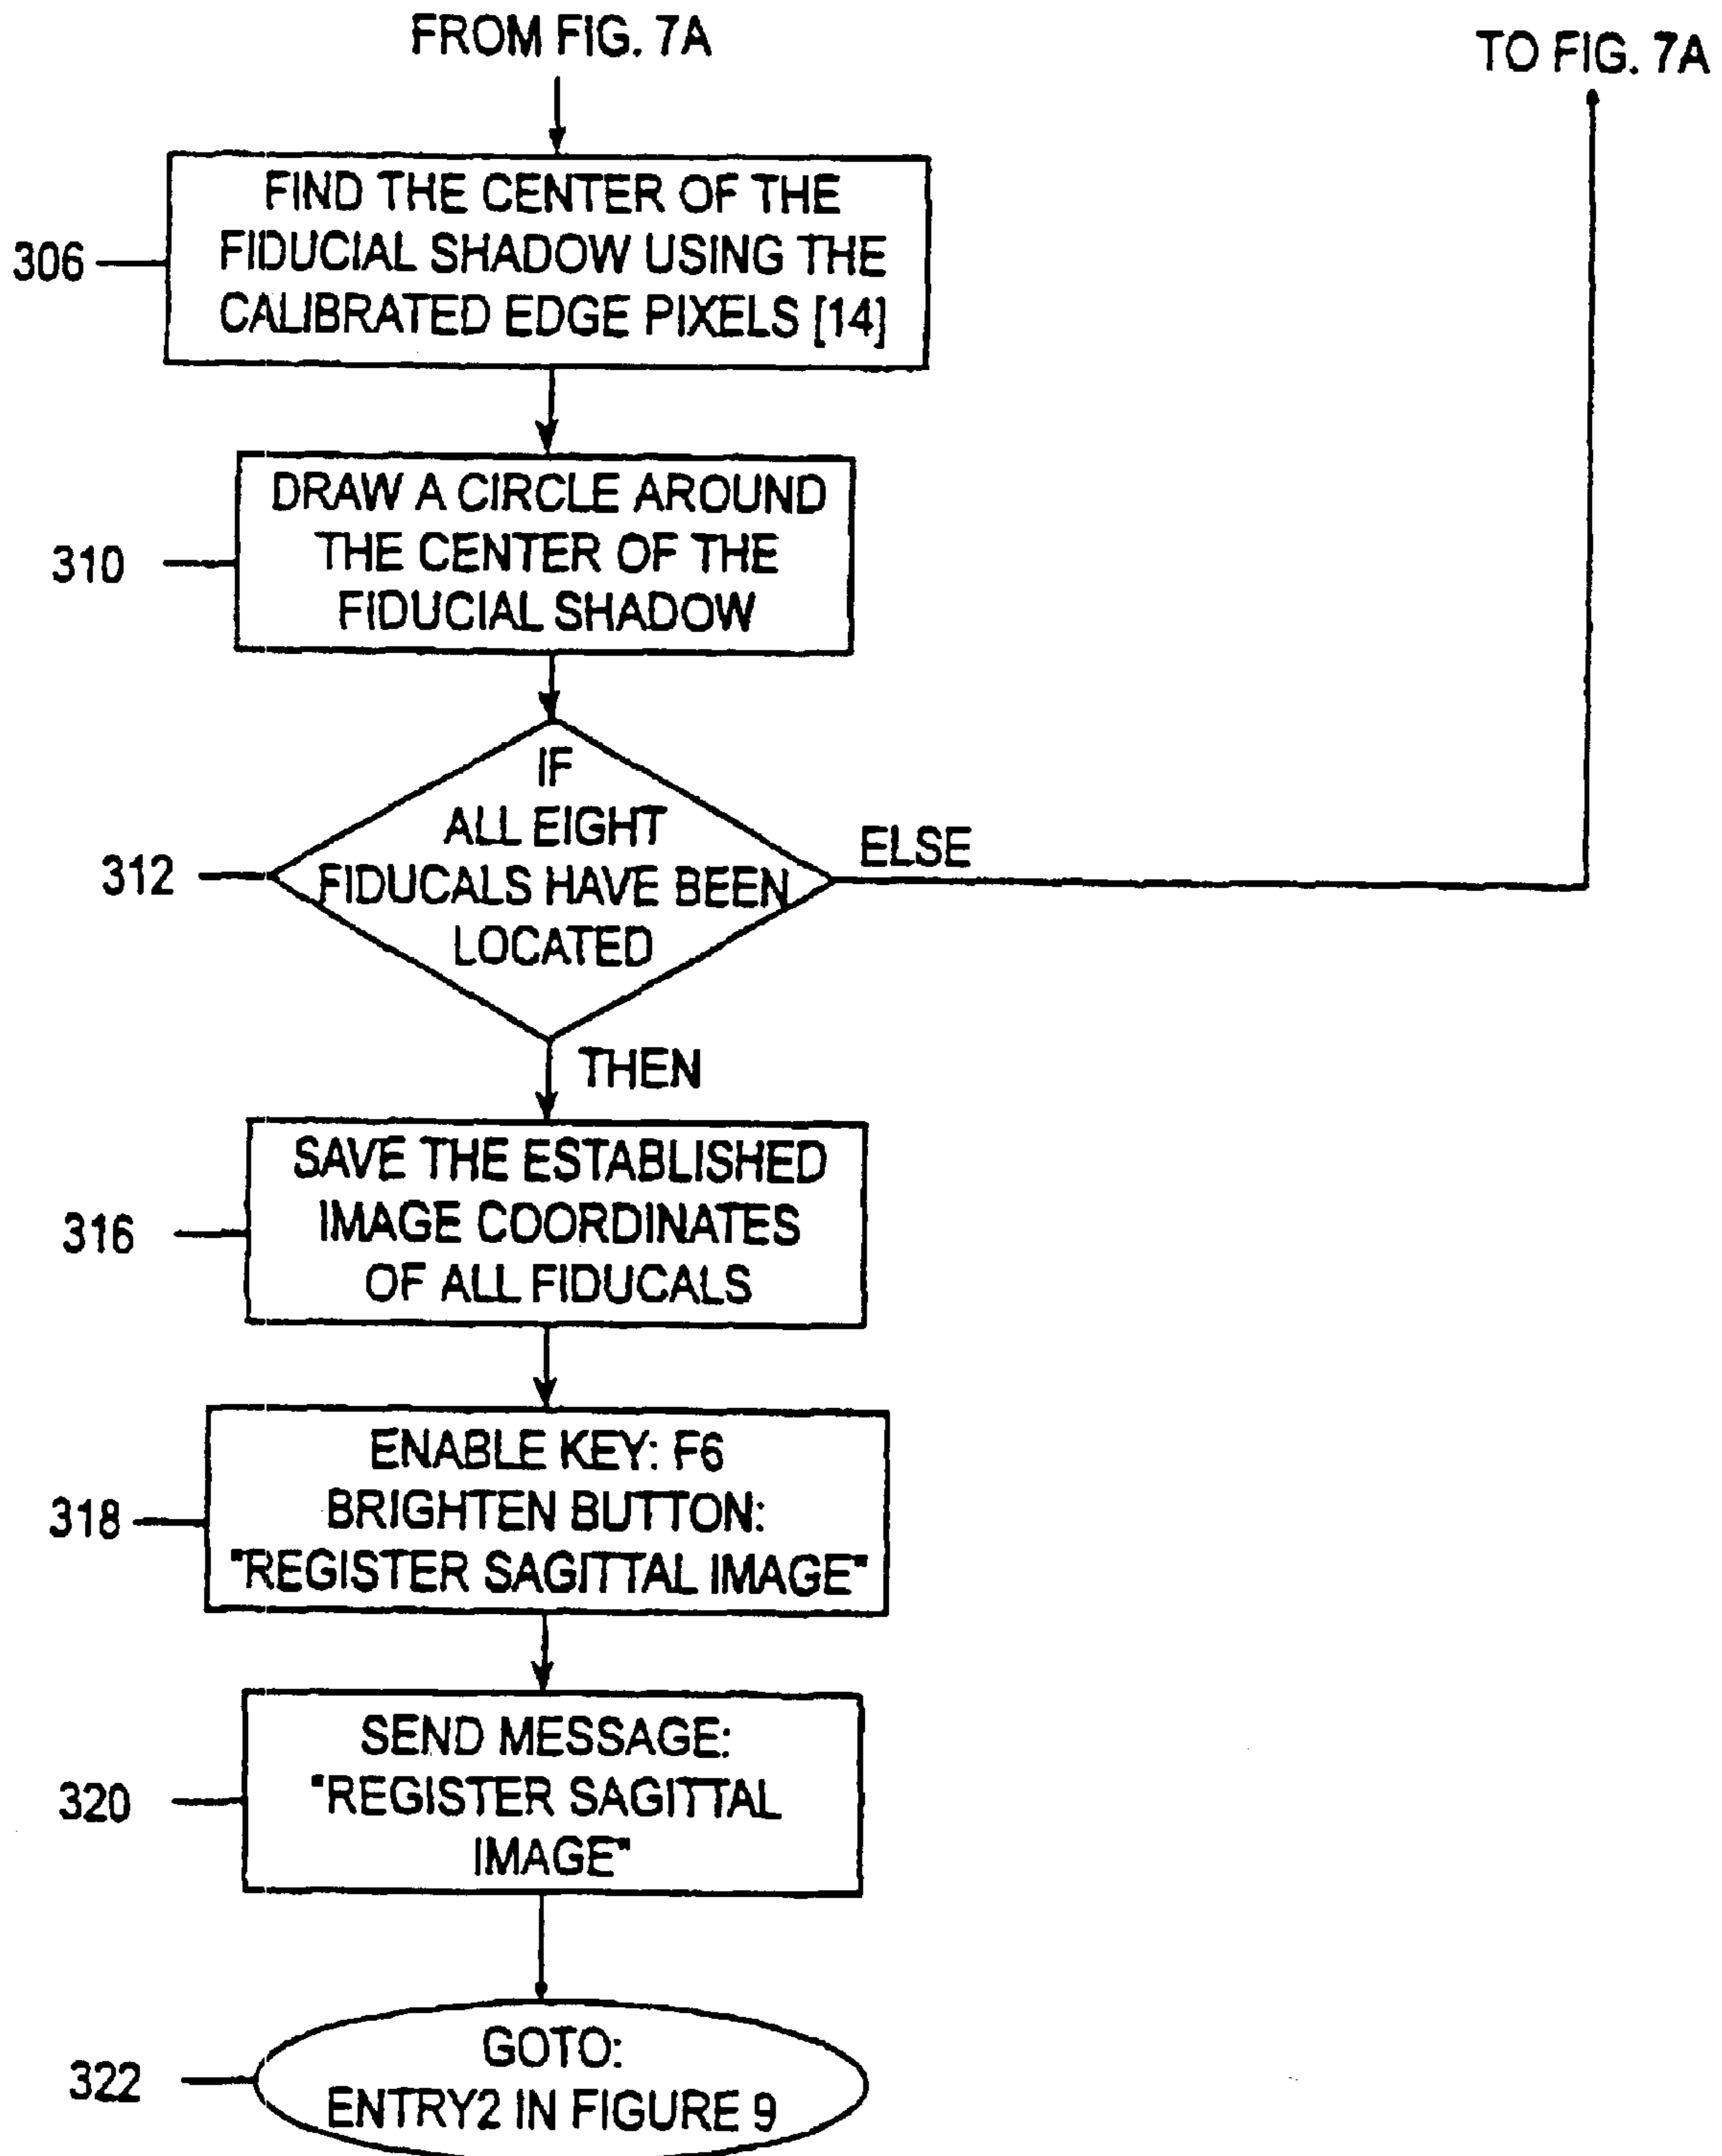 FROM FIG. 7A
TO FIG. 7A
306
FIND THE CENTER OF THE
FIDUCIAL SHADOW USING THE
CALIBRATED EDGE PIXELS [14]
310
DRAW A CIRCLE AROUND
THE CENTER OF THE
FIDUCIAL SHADOW
312
IF
ALL EIGHT
FIDUCALS HAVE BEEN
LOCATED
ELSE
THEN
316
SAVE THE ESTABLISHED
IMAGE COORDINATES
OF ALL FIDUCALS
318
ENABLE KEY: F6
BRIGHTEN BUTTON:
"REGISTER SAGITTAL IMAGE"
320
SEND MESSAGE:
"REGISTER SAGITTAL
IMAGE"
322
GOTO:
ENTRY2 IN FIGURE 9